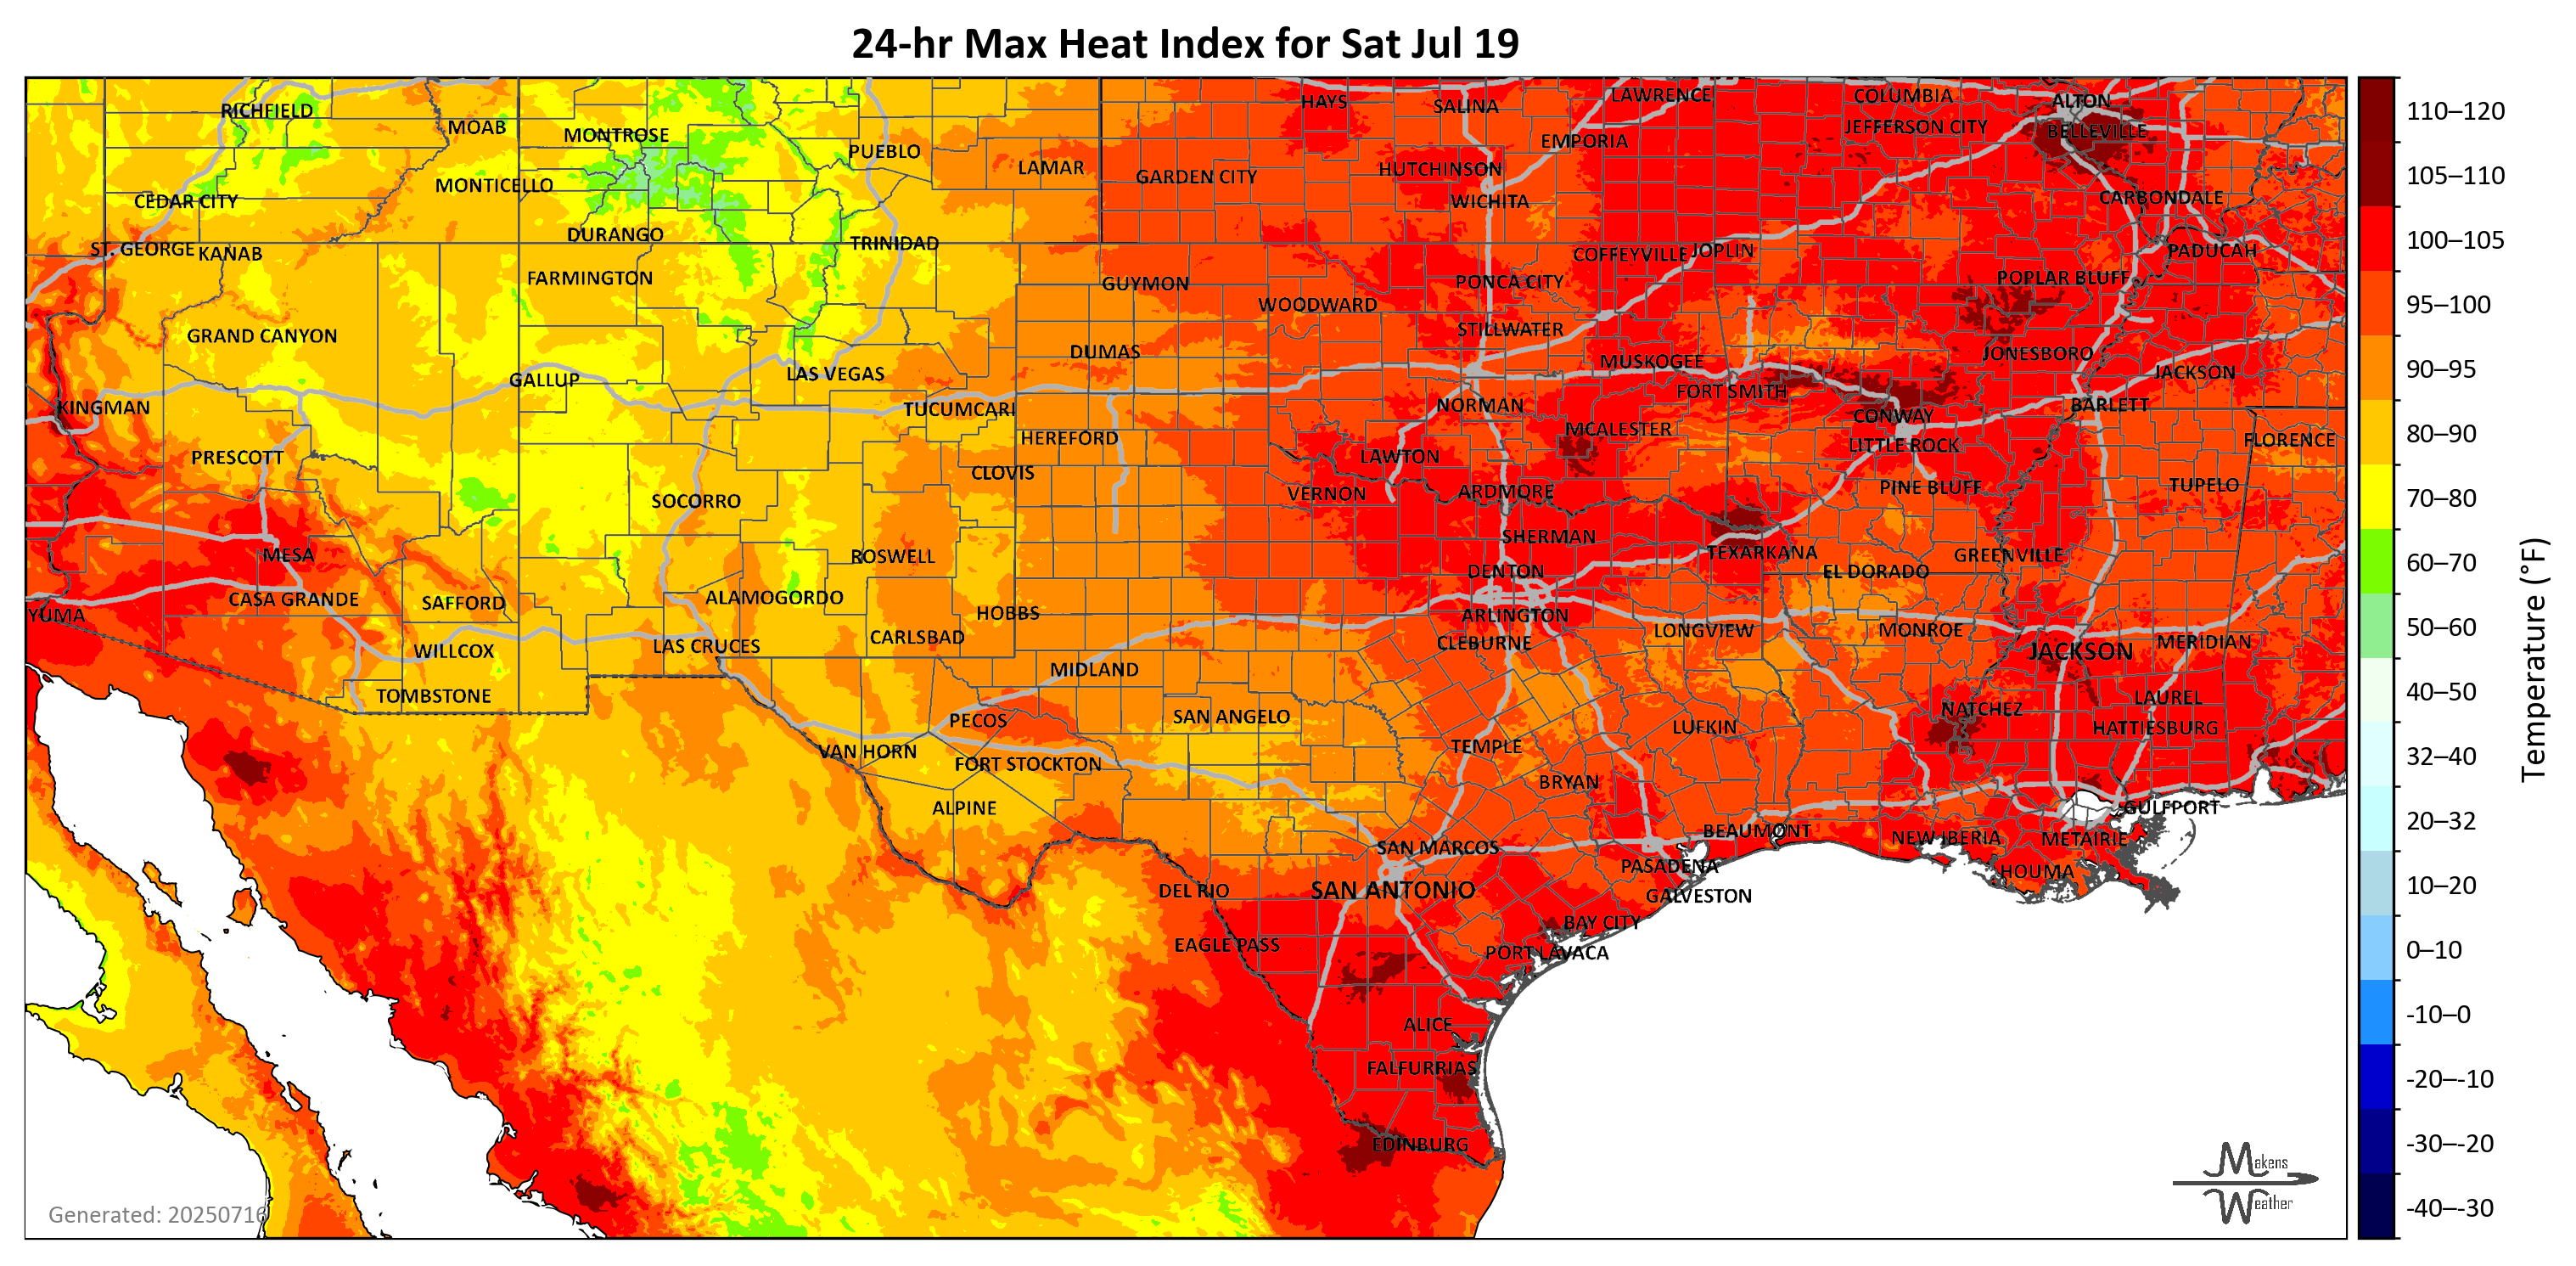 24-hr Max Heat Index for Sat Jul 19
RICHFIELD
MOAB
MONTROSE
PUEBLO
LAMAR
HAYS
SALINA
LAWRENCE
COLUMBIA
ALTON
JEFFERSON CITY
BELLEVILLE
EMPORIA
CEDAR CITY
MONTICELLO
GARDEN CITY
HUTCHINSON
WICHITA
CARBONDALE
ST. GEORGE
KANAB
DURANGO
TRINIDAD
COFFEYVILLE
JOPLIN
PADUCAH
FARMINGTON
GUYMON
PONCA CITY
POPLAR BLUFF
WOODWARD
GRAND CANYON
STILLWATER
DUMAS
JONESBORO
MUSKOGEE
GALLUP
LAS VEGAS
FORT SMITH
JACKSON
KINGMAN
TUCUMCARI
NORMAN
CONWAY
BARLETT
HEREFORD
MCALESTER
LITTLE ROCK
FLORENCE
PRESCOTT
CLOVIS
LAWTON
SOCORRO
VERNON
ARDMORE
PINE BLUFF
TUPELO
MESA
ROSWELL
SHERMAN
TEXARKANA
GREENVILLE
CASA GRANDE
SAFFORD
ALAMOGORDO
DENTON
EL DORADO
YUMA
HOBBS
ARLINGTON
WILLCOX
LAS CRUCES
CARLSBAD
CLEBURNE
LONGVIEW
MONROE
JACKSON
MERIDIAN
TOMBSTONE
MIDLAND
PECOS
SAN ANGELO
LUFKIN
NATCHEZ
LAUREL
HATTIESBURG
VAN HORN
FORT STOCKTON
TEMPLE
BRYAN
ALPINE
BEAUMONT
GULFPORT
SAN MARCOS
NEW IBERIA
METAIRIE
DEL RIO
SAN ANTONIO
PASADENA
HOUMA
GALVESTON
EAGLE PASS
BAY CITY
PORT LAVACA
ALICE
FALFURRIAS
EDINBURG
110–120
105–110
100–105
95–100
90–95
80–90
70–80
60–70
50–60
40–50
32–40
20–32
10–20
0–10
-10–0
-20–-10
-30–-20
-40–-30
Temperature (°F)
Generated: 20250716
Makens
Weather